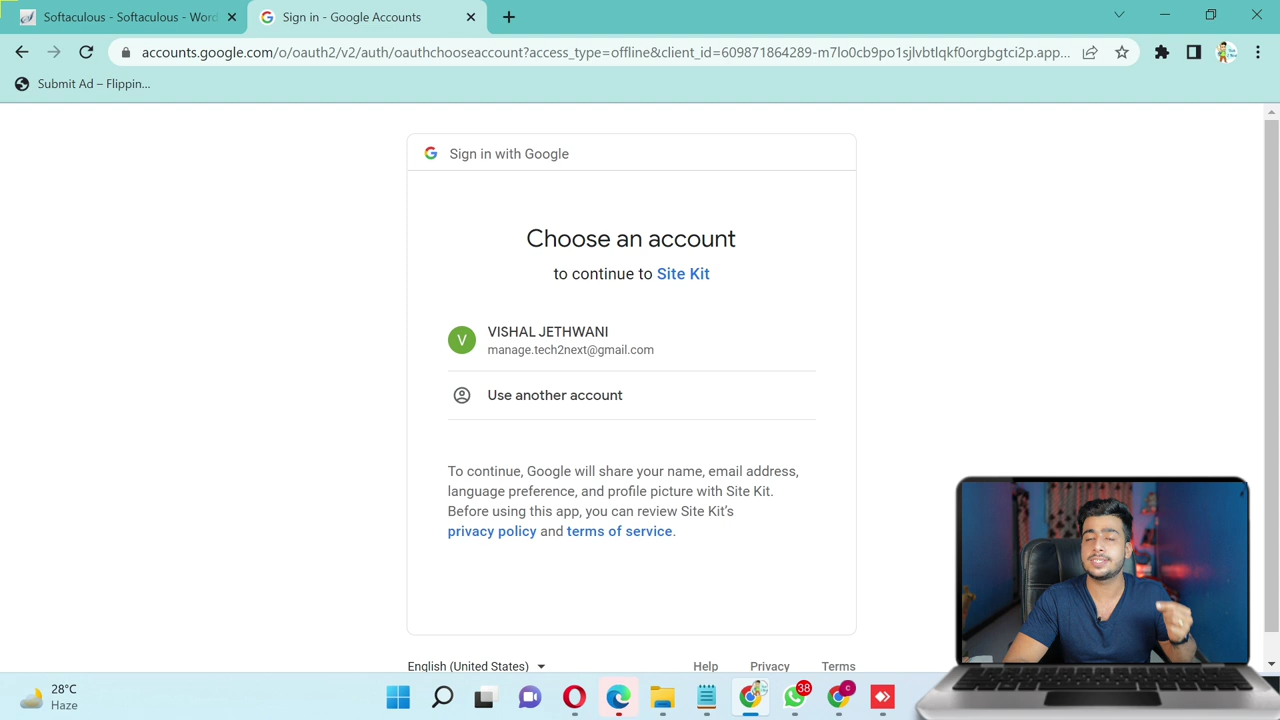 Softaculous - Softaculous - Word
Sign in - Google Accounts
accounts.google.com/o/oauth2/v2/auth/oauthchooseaccount?access_type=offline&client_id=609871864289-m7lo0cb9po1sjlvbtlqkf0orgbgtci2p.app...
Submit Ad – Flippin...
Sign in with Google
Choose an account
to continue to Site Kit
V
VISHAL JETHWANI
manage.tech2next@gmail.com
Use another account
To continue, Google will share your name, email address,
language preference, and profile picture with Site Kit.
Before using this app, you can review Site Kit's
privacy policy and terms of service.
English (United States)
Help
Privacy
Terms
28°C
Haze
38
c